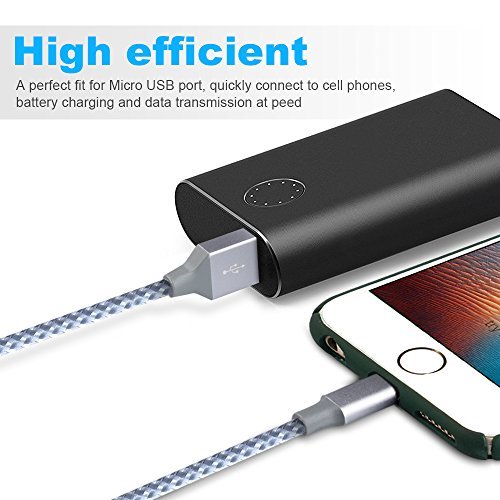 High efficient
A perfect fit for Micro USB port, quickly connect to cell phones,
battery charging and data transmission at peed